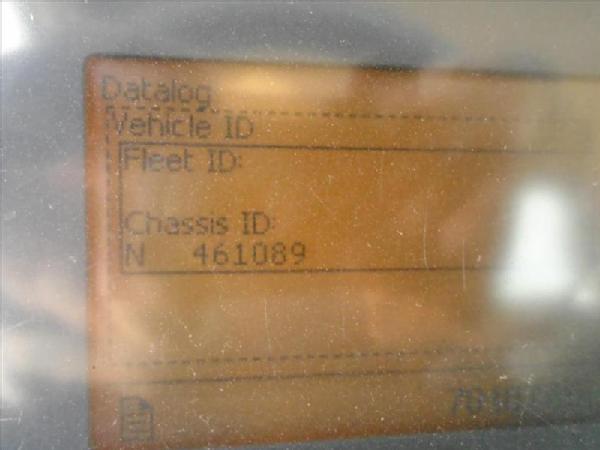 Datalog
Vehicle ID
Fleet ID:
Chassis ID:
N 461089